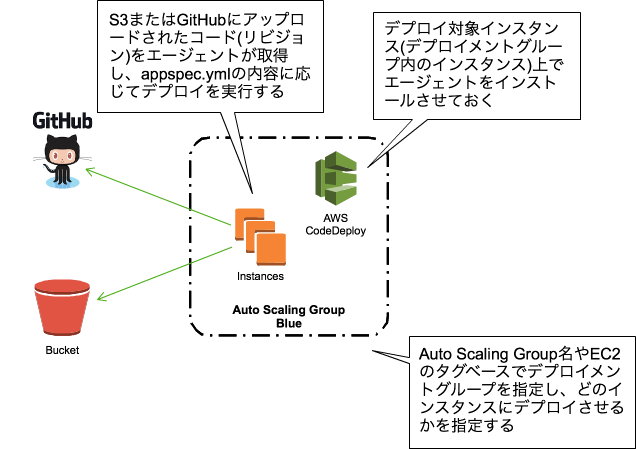 S3またはGitHubにアップロ
ードされたコード(リビジョ
ン)をエージェントが取得
し、appspec.ymlの内容に応
じてデプロイを実行する
デプロイ対象インスタン
ス(デプロイメントグルー
プ内のインスタンス)上で
エージェントをインスト
ールさせておく
GitHub
AWS
CodeDeploy
Instances
Auto Scaling Group
Blue
Bucket
Auto Scaling Group名やEC2
のタグベースでデプロイメン
トグループを指定し、どのイ
ンスタンスにデプロイさせる
かを指定する